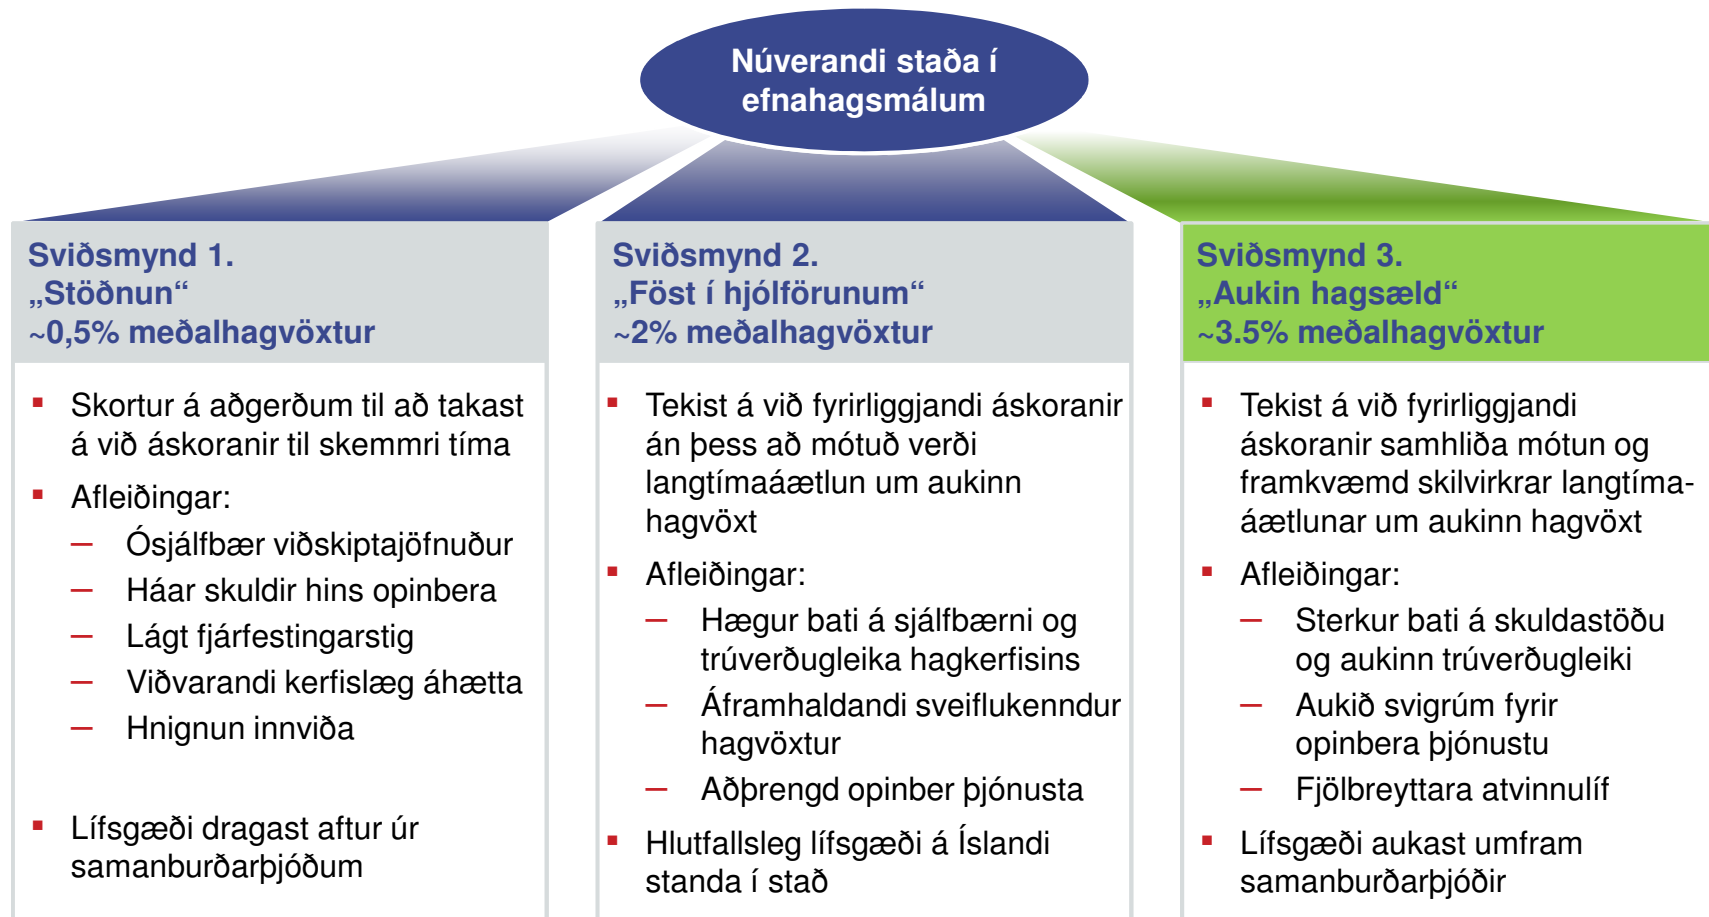 Núverandi staða í
efnahagsmálum
Sviðsmynd 1.
„Stöðnun“
~0,5% meðalhagvöxtur
▪ Skortur á aðgerðum til að takast
á við áskoranir til skemmri tíma
▪ Afleiðingar:
– Ósjálfbær viðskiptajöfnuður
– Háar skuldir hins opinbera
– Lágt fjárfestingarstig
– Viðvarandi kerfislæg áhætta
– Hnignun innviða
▪ Lífsgæði dragast aftur úr
samanburðarþjóðum
Sviðsmynd 2.
„Föst í hjólförunum“
~2% meðalhagvöxtur
▪ Tekist á við fyrirliggjandi áskoranir
án þess að mótuð verði
langtímaáætlun um aukinn
hagvöxt
▪ Afleiðingar:
– Hægur bati á sjálfbærni og
trúverðugleika hagkerfisins
– Áframhaldandi sveiflukenndur
hagvöxtur
– Aðþrengd opinber þjónusta
▪ Hlutfallsleg lífsgæði á Íslandi
standa í stað
Sviðsmynd 3.
„Aukin hagsæld“
~3.5% meðalhagvöxtur
▪ Tekist á við fyrirliggjandi
áskoranir samhliða mótun og
framkvæmd skilvirkrar langtíma-
áætlunar um aukinn hagvöxt
▪ Afleiðingar:
– Sterkur bati á skuldastöðu
og aukinn trúverðugleiki
– Aukið svigrúm fyrir
opinbera þjónustu
– Fjölbreyttara atvinnulíf
▪ Lífsgæði aukast umfram
samanburðarþjóðir